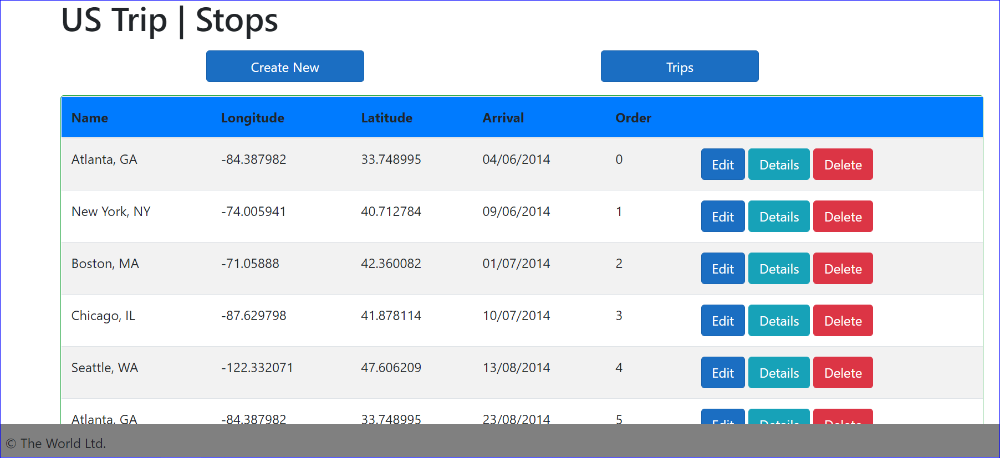 US Trip | Stops
Create New Trips
Name Longitude Latitude Arrival Order
Atlanta, GA -84.387982 33.748995 04/06/2014 0 Edit Details Delete
New York, NY -74.005941 40.712784 09/06/2014 1 Edit Details Delete
Boston, MA -71.05888 42.360082 01/07/2014 2 Edit Details Delete
Chicago, IL -87.629798 41.878114 10/07/2014 3 Edit Details Delete
Seattle, WA -122.332071 47.606209 13/08/2014 4 Edit Details Delete
Atlanta, GA -84.387982 33.748995 23/08/2014 5 Edit Details Delete
© The World Ltd.